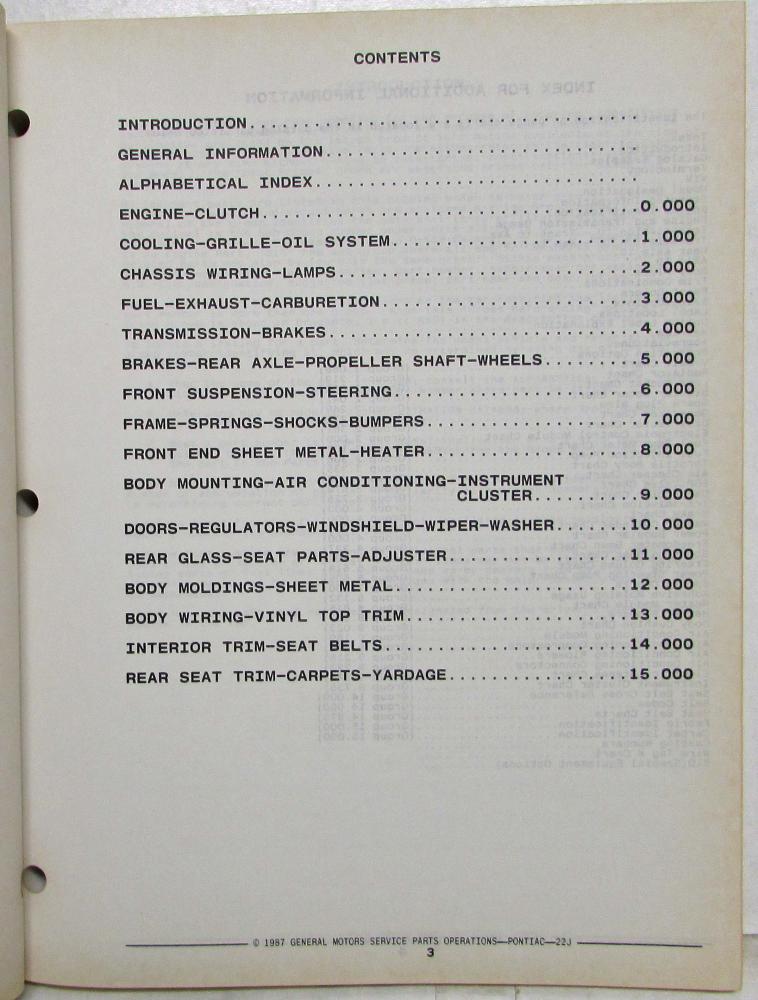 CONTENTS
INDEX FOR ADDITIONAL INFORMATION
INTRODUCTION.....................................
GENERAL INFORMATION..............................
ALPHABETICAL INDEX...............................
ENGINE-CLUTCH....................................0.000
COOLING-GRILLE-OIL SYSTEM........................1.000
CHASSIS WIRING-LAMPS.............................2.000
FUEL-EXHAUST-CARBURETION.........................3.000
TRANSMISSION-BRAKES..............................4.000
BRAKES-REAR AXLE-PROPELLER SHAFT-WHEELS.........5.000
FRONT SUSPENSION-STEERING........................6.000
FRAME-SPRINGS-SHOCKS-BUMPERS.....................7.000
FRONT END SHEET METAL-HEATER.....................8.000
BODY MOUNTING-AIR CONDITIONING-INSTRUMENT
CLUSTER..........9.000
DOORS-REGULATORS-WINDSHIELD-WIPER-WASHER.......10.000
REAR GLASS-SEAT PARTS-ADJUSTER.................11.000
BODY MOLDINGS-SHEET METAL......................12.000
BODY WIRING-VINYL TOP TRIM.....................13.000
INTERIOR TRIM-SEAT BELTS.......................14.000
REAR SEAT TRIM-CARPETS-YARDAGE.................15.000
© 1987 GENERAL MOTORS SERVICE PARTS OPERATIONS—PONTIAC—22J
3